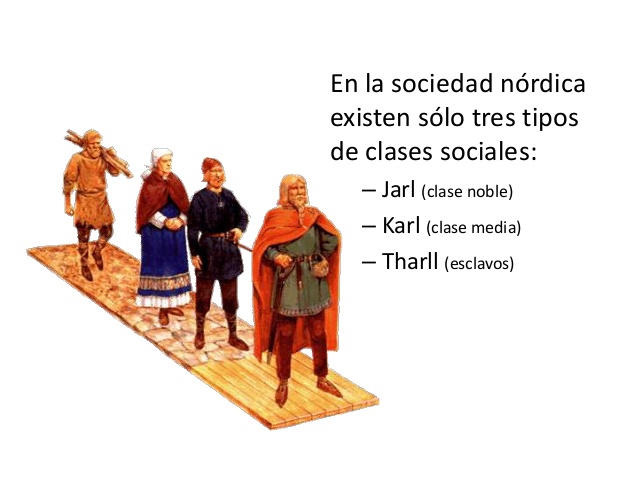 En la sociedad nórdica
existen sólo tres tipos
de clases sociales:
– Jarl (clase noble)
– Karl (clase media)
– Tharll (esclavos)